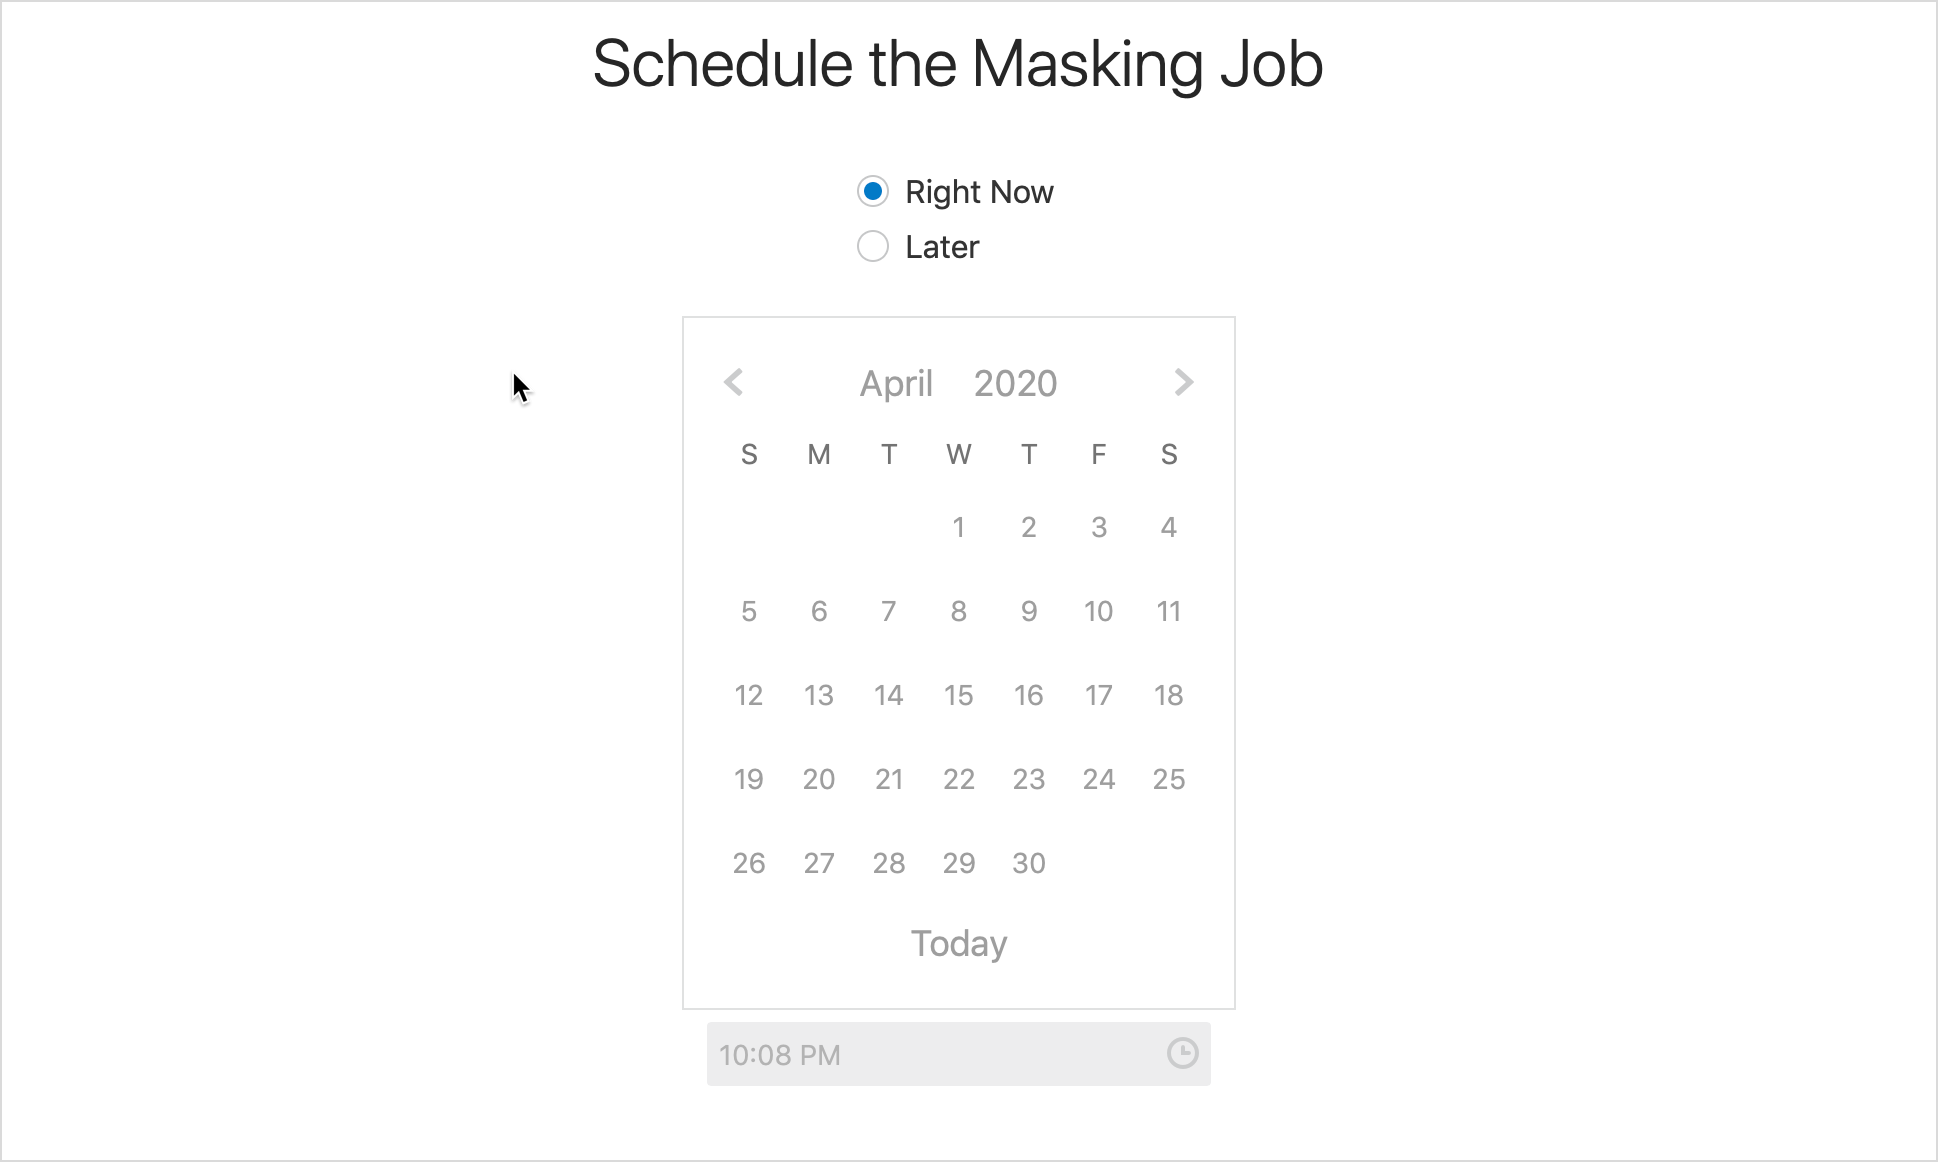 Schedule the Masking Job
Right Now
Later
April 2020
S M T W T F S
1 2 3 4
5 6 7 8 9 10 11
12 13 14 15 16 17 18
19 20 21 22 23 24 25
26 27 28 29 30
Today
10:08 PM